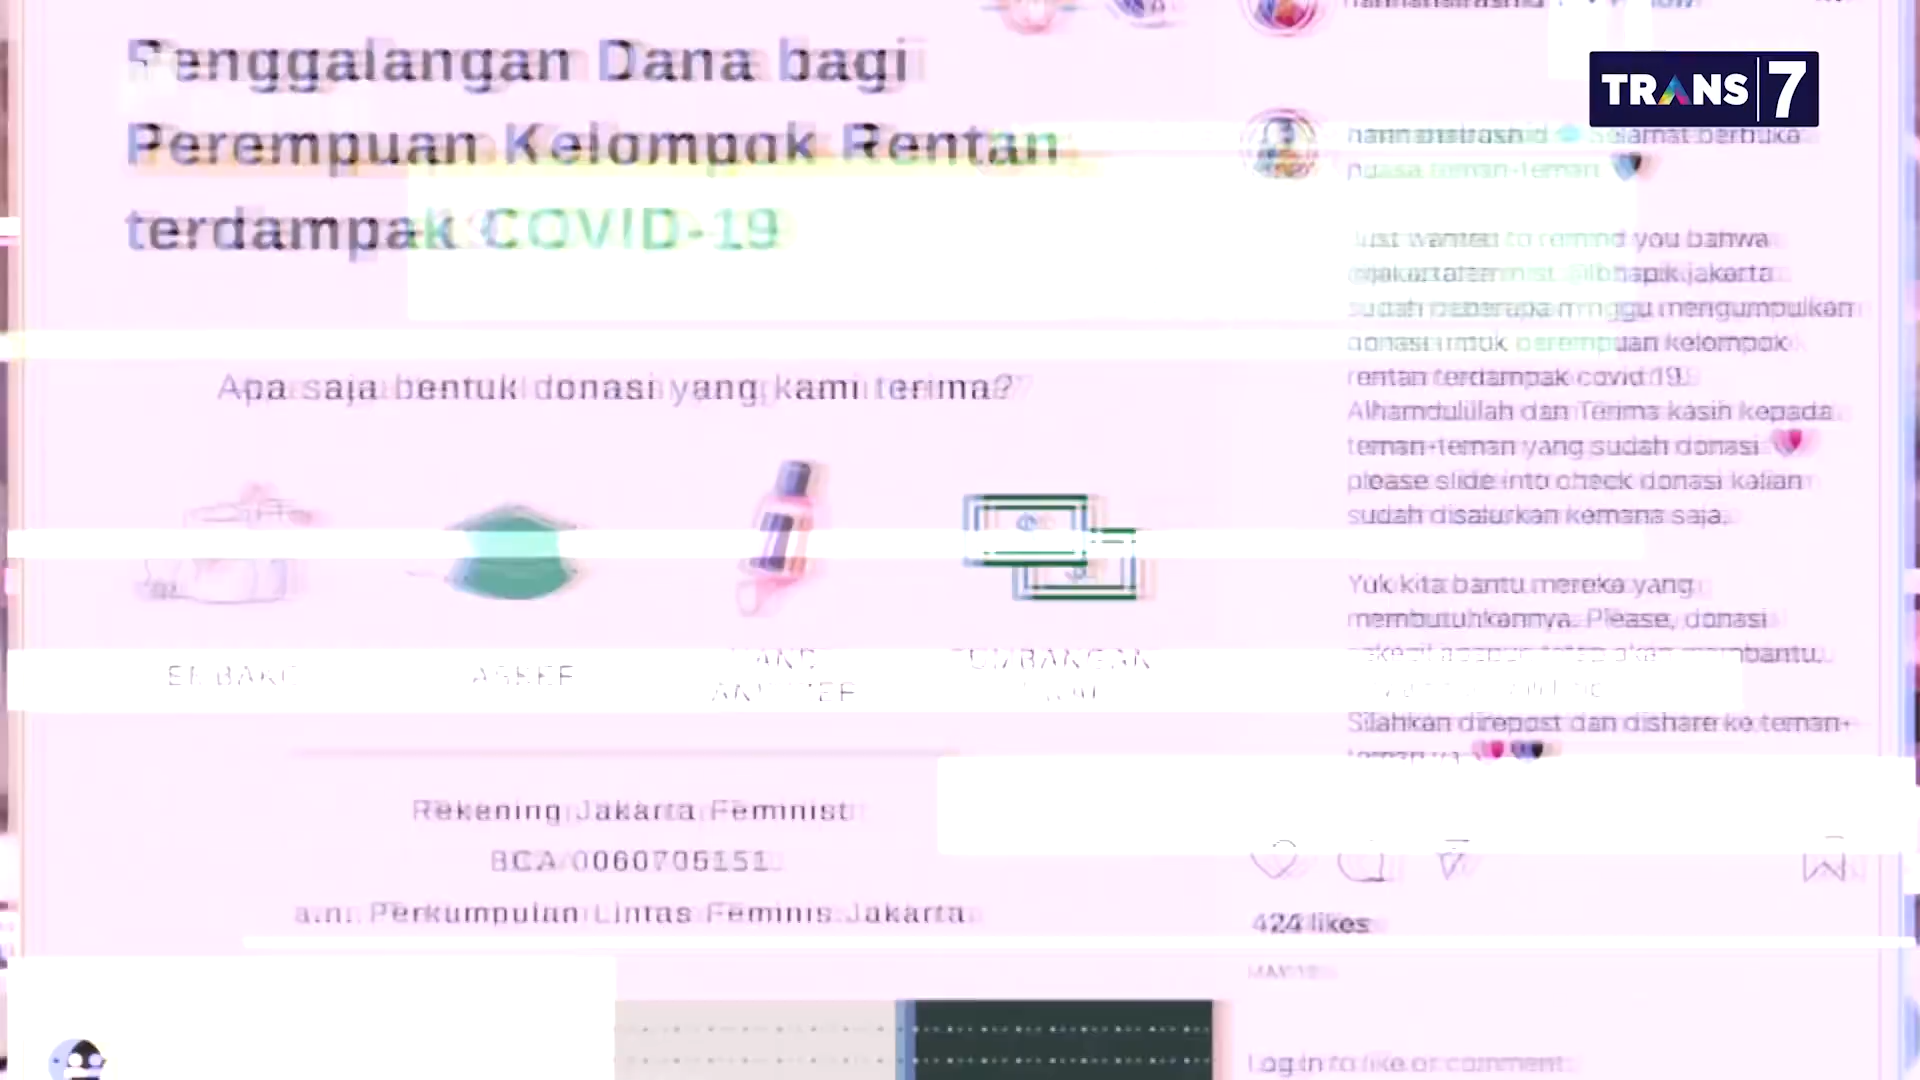 TRANS 7
Penggalangan Dana bagi
Perempuan Kelompok Rentan
terdampak COVID-19
Apa saja bentuk donasi yang kami terima?
Rekening Jakarta Feminist
BCA 0060705151
a.n. Perkumpulan Lintas Feminis Jakarta
hannahalrashid Selamat berbuka
puasa teman-teman
Just wanted to remind you bahwa
sudah beberapa minggu mengumpulkan
donasi untuk perempuan kelompok
rentan terdampak covid 19.
Alhamdulillah dan Terima kasih kepada
teman-teman yang sudah donasi
please slide into check donasi kalian
sudah disalurkan kemana saja.
Yuk kita bantu mereka yang
membutuhkannya. Please, donasi
membantu.
Silahkan direpost dan dishare ke teman-
424 likes
Log in to like or comment.